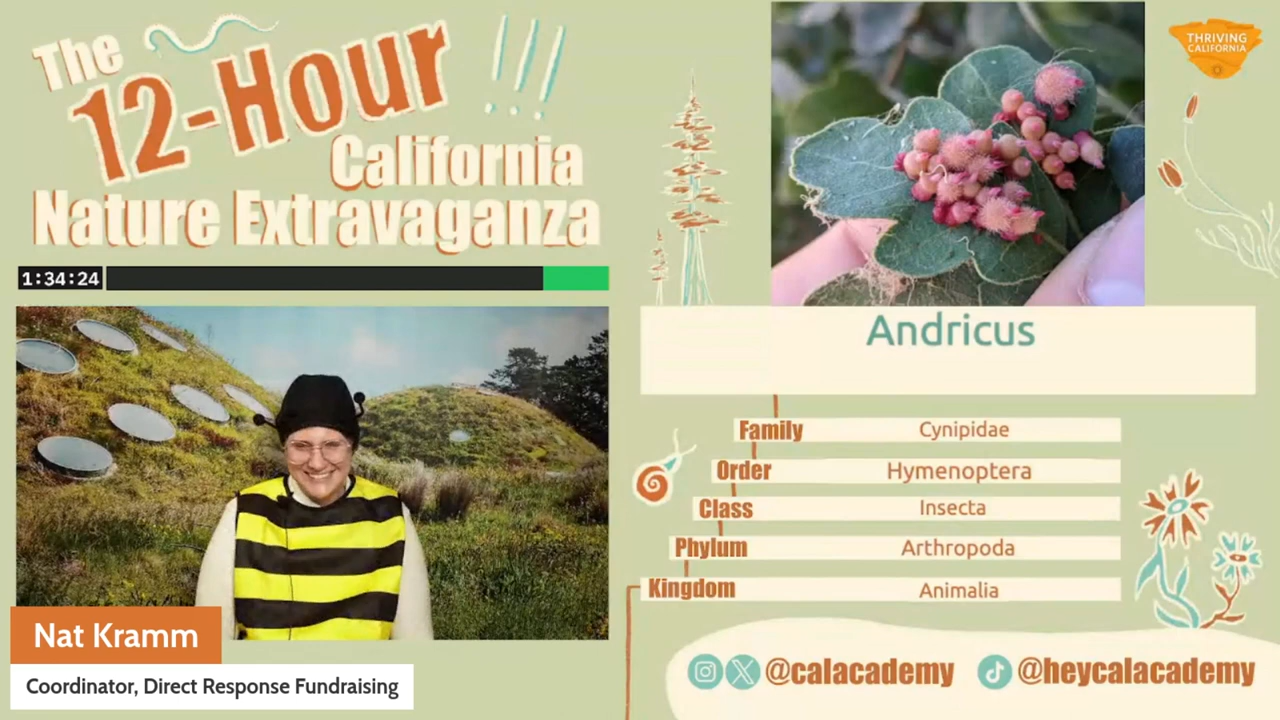 The
12-Hour !!!
California
Nature Extravaganza
1:34:24
Nat Kramm
Coordinator, Direct Response Fundraising
THRIVING
CALIFORNIA
Andricus
Family Cynipidae
Order Hymenoptera
Class Insecta
Phylum Arthropoda
Kingdom Animalia
@calacademy @heycalacademy